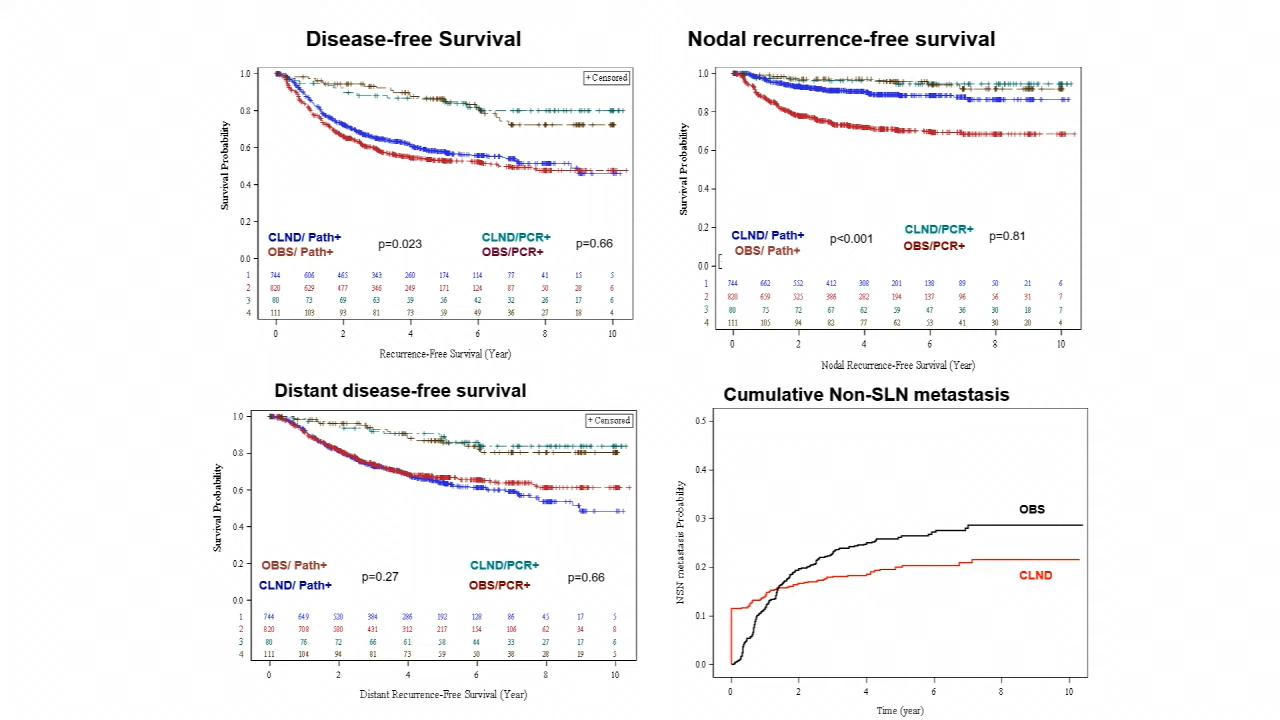 Disease-free Survival
+ Censored
Survival Probability
1.0
0.8
0.6
0.4
0.2
0.0
CLND/ Path+
OBS/ Path+
p=0.023
CLND/PCR+
OBS/PCR+
p=0.66
1 744 606 465 343 260 174 114 77 41 15 5
2 820 629 477 346 249 171 124 87 50 28 6
3 80 73 69 63 59 56 42 32 26 17 6
4 111 103 93 81 73 59 49 36 27 18 4
0 2 4 6 8 10
Recurrence-Free Survival (Year)
Nodal recurrence-free survival
Survival Probability
1.0
0.8
0.6
0.4
0.2
0.0
CLND/ Path+
OBS/ Path+
p<0.001
CLND/PCR+
OBS/PCR+
p=0.81
1 744 662 552 412 308 201 138 89 50 21 6
2 820 659 525 386 282 194 137 96 56 31 7
3 80 75 72 67 62 59 47 36 30 18 7
4 111 105 94 82 77 62 53 41 30 20 4
0 2 4 6 8 10
Nodal Recurrence-Free Survival (Year)
Distant disease-free survival
+ Censored
Survival Probability
1.0
0.8
0.6
0.4
0.2
0.0
OBS/ Path+
CLND/ Path+
p=0.27
CLND/PCR+
OBS/PCR+
p=0.66
1 744 649 520 384 286 192 128 86 45 17 5
2 820 708 580 431 312 217 154 106 62 34 8
3 80 76 72 66 61 58 44 33 27 17 6
4 111 104 94 81 73 59 50 38 28 19 5
0 2 4 6 8 10
Distant Recurrence-Free Survival (Year)
Cumulative Non-SLN metastasis
NSN metastasis Probability
0.5
0.4
0.3
0.2
0.1
0.0
OBS
CLND
0 2 4 6 8 10
Time (year)